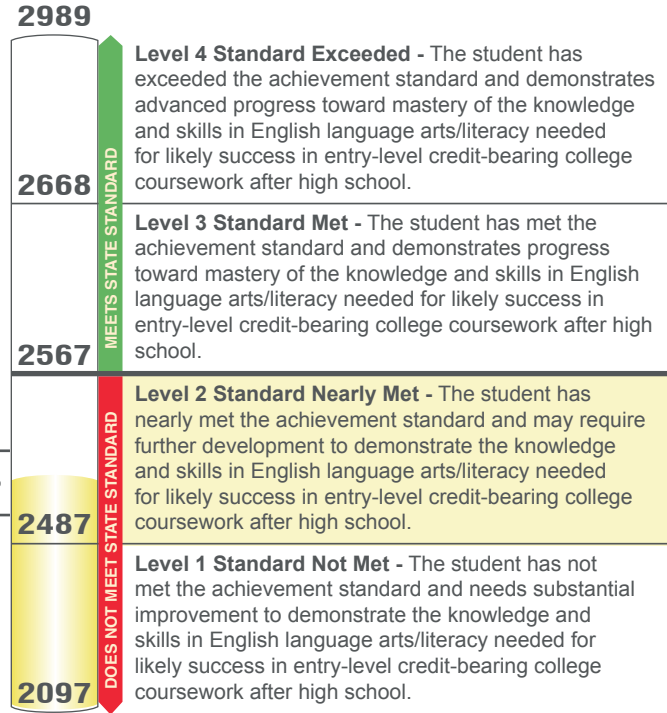 2989
Level 4 Standard Exceeded - The student has
exceeded the achievement standard and demonstrates
advanced progress toward mastery of the knowledge
and skills in English language arts/literacy needed
for likely success in entry-level credit-bearing college
coursework after high school.
2668
MEETS STATE STANDARD
Level 3 Standard Met - The student has met the
achievement standard and demonstrates progress
toward mastery of the knowledge and skills in English
language arts/literacy needed for likely success in
entry-level credit-bearing college coursework after high
school.
2567
Level 2 Standard Nearly Met - The student has
nearly met the achievement standard and may require
further development to demonstrate the knowledge
and skills in English language arts/literacy needed
for likely success in entry-level credit-bearing college
coursework after high school.
2487
DOES NOT MEET STATE STANDARD
Level 1 Standard Not Met - The student has not
met the achievement standard and needs substantial
improvement to demonstrate the knowledge and
skills in English language arts/literacy needed for
likely success in entry-level credit-bearing college
coursework after high school.
2097